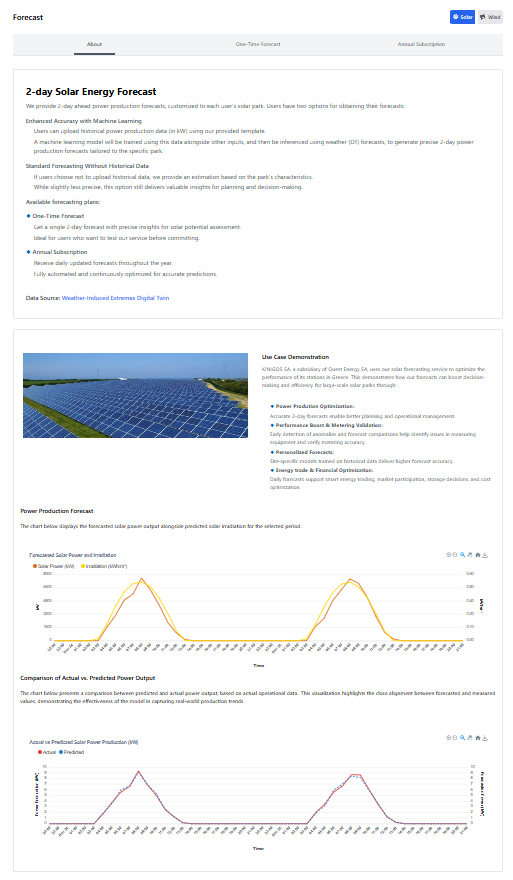 Forecast
Solar
Wind
About
One-Time Forecast
Annual Subscription
2-day Solar Energy Forecast
We provide 2-day ahead power production forecasts, customized to each user's solar park. Users have two options for obtaining their forecasts:
Enhanced Accuracy with Machine Learning
Users can upload historical power production data (in kW) using our provided template.
A machine learning model will be trained using this data alongside other inputs, and then be inferenced using weather (D1) forecasts, to generate precise 2-day power
production forecasts tailored to the specific park.
Standard Forecasting Without Historical Data
If users choose not to upload historical data, we provide an estimation based on the park's characteristics.
While slightly less precise, this option still delivers valuable insights for planning and decision-making.
Available forecasting plans:
One-Time Forecast
Get a single 2-day forecast with precise insights for solar potential assessment.
Ideal for users who want to test our service before committing.
Annual Subscription
Receive daily updated forecasts throughout the year.
Fully automated and continuously optimized for accurate predictions.
Data Source: Weather-Induced Extremes Digital Twin
Use Case Demonstration
KINIGOS SA, a subsidiary of Quest Energy SA, uses our solar forecasting service to optimize the
performance of its stations in Greece. This demonstrates how our forecasts can boost decision-
making and efficiency for large-scale solar parks through:
Power Prodution Optimization:
Accurate 2-day forecasts enable better planning and operational management.
Performance Boost & Metering Validation:
Early detection of anomalies and forecast comparisons help identify issues in measuring
equipment and verify metering accuracy.
Personalized Forecasts:
Site-specific models trained on historical data deliver higher forecast accuracy.
Energy trade & Financial Optimization:
Daily forecasts support smart energy trading, market participation, storage decisions, and cost
optimization.
Power Production Forecast
The chart below displays the forecasted solar power output alongside predicted solar irradiation for the selected period.
Forecasted Solar Power and Irradiation
Solar Power (kW)
Irradiation (kWh/m²)
Time
Comparison of Actual vs. Predicted Power Output
The chart below presents a comparison between predicted and actual power output, based on actual operational data. This visualization highlights the close alignment between forecasted and measured
values, demonstrating the effectiveness of the model in capturing real-world production trends.
Actual vs Predicted Solar Power Production (kW)
Actual
Predicted
Time